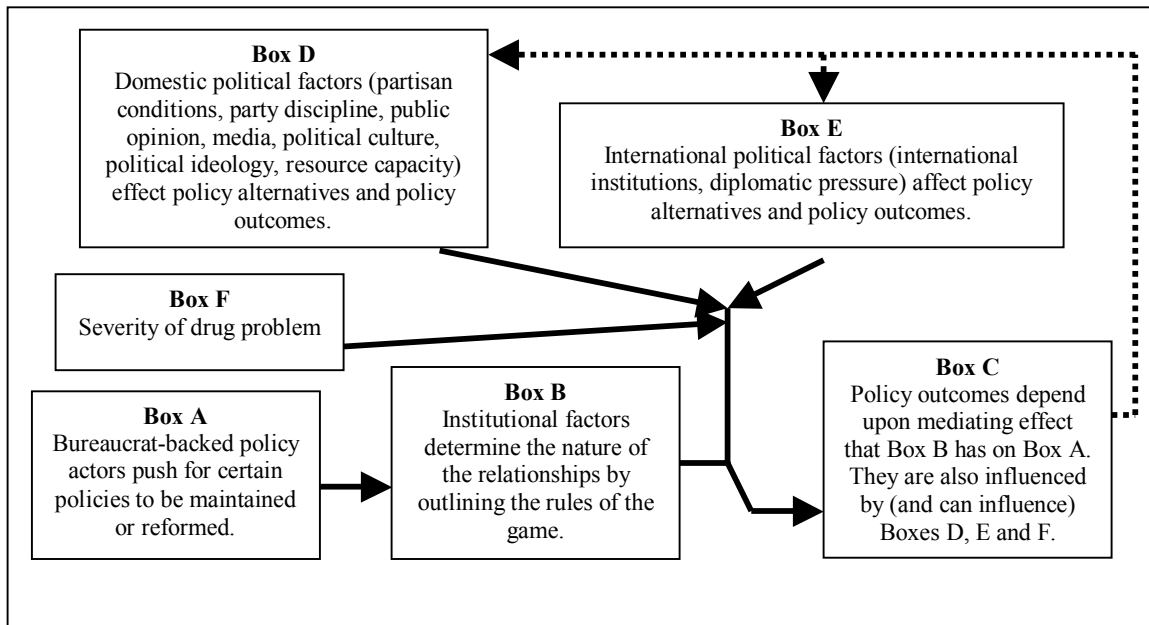 Box D
Domestic political factors (partisan
conditions, party discipline, public
opinion, media, political culture,
political ideology, resource capacity)
effect policy alternatives and policy
outcomes.
Box E
International political factors (international
institutions, diplomatic pressure) affect policy
alternatives and policy outcomes.
Box F
Severity of drug problem
Box A
Bureaucrat-backed policy
actors push for certain
policies to be maintained
or reformed.
Box B
Institutional factors
determine the nature of
the relationships by
outlining the rules of the
game.
Box C
Policy outcomes depend
upon mediating effect
that Box B has on Box A.
They are also influenced
by (and can influence)
Boxes D, E and F.